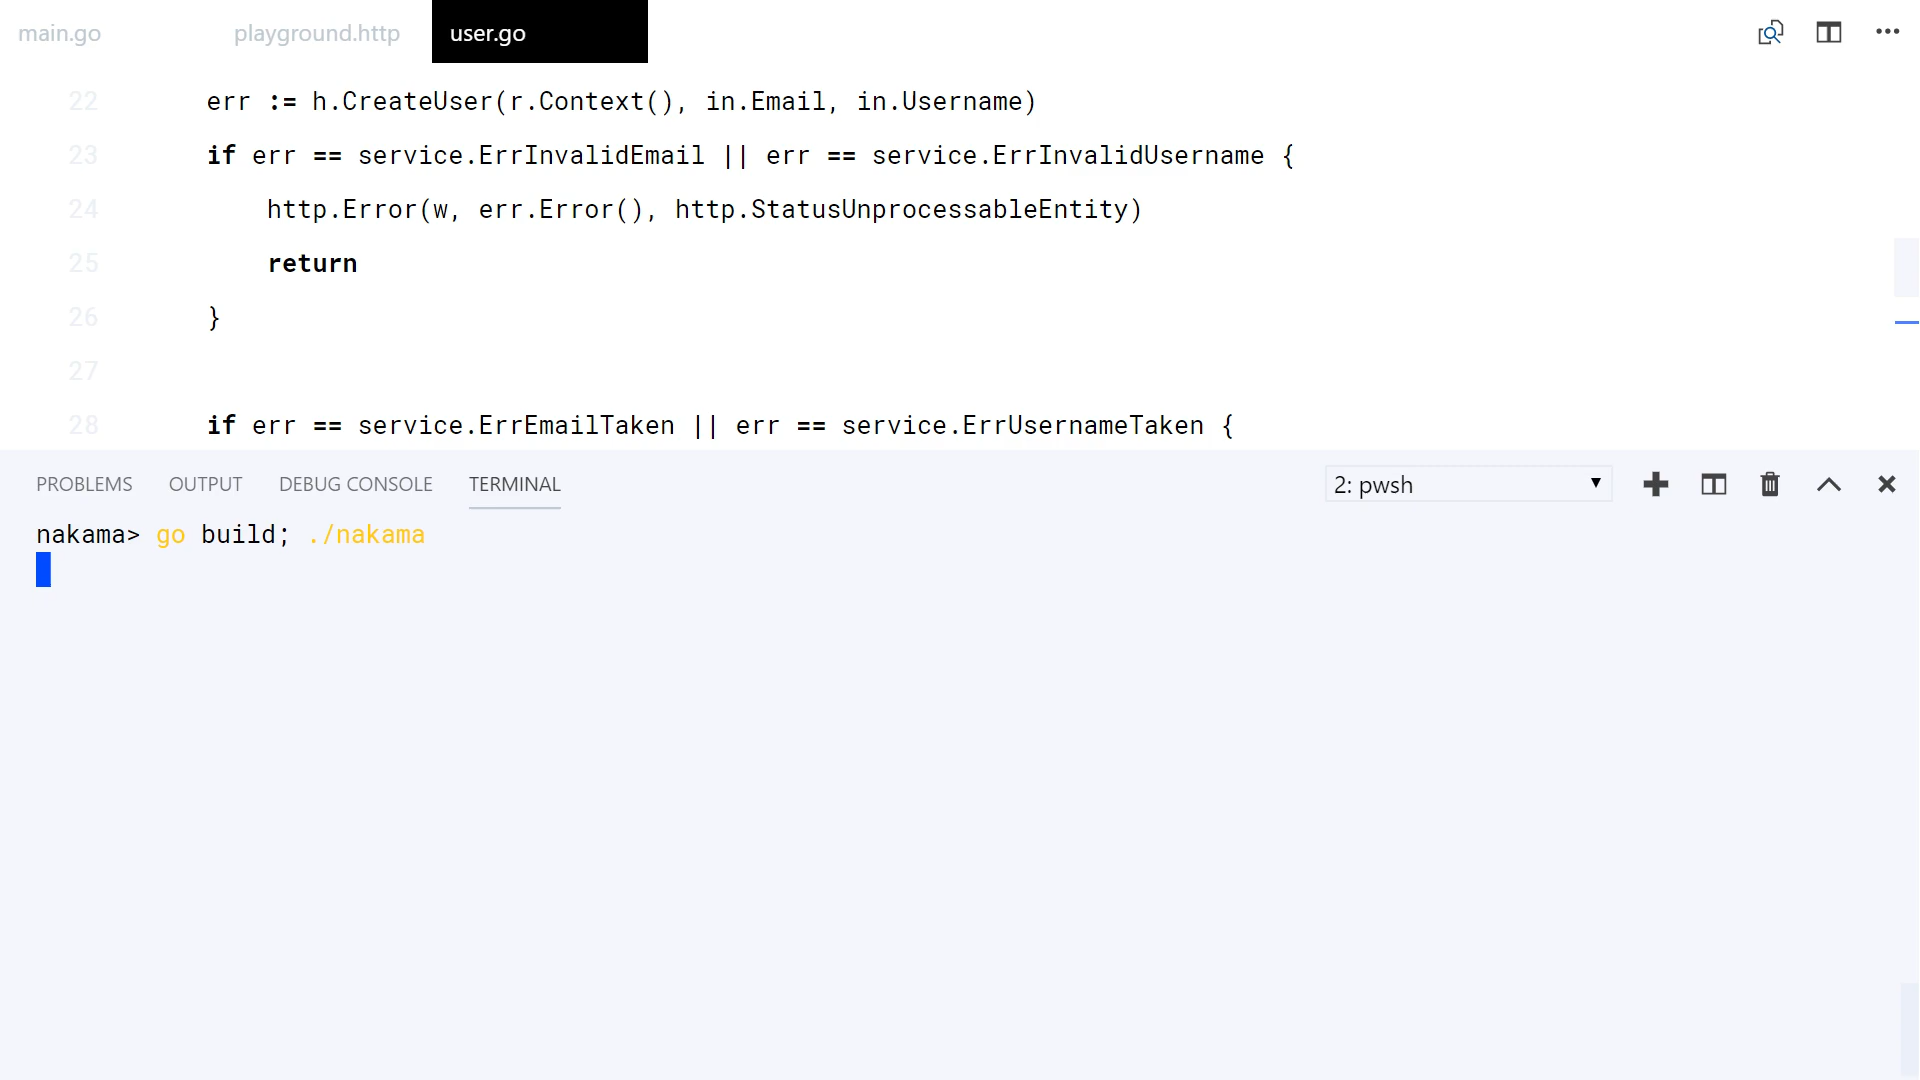 main.go playground.http user.go
22 err := h.CreateUser(r.Context(), in.Email, in.Username)
23 if err == service.ErrInvalidEmail || err == service.ErrInvalidUsername {
24 http.Error(w, err.Error(), http.StatusUnprocessableEntity)
25 return
26 }
27
28 if err == service.ErrEmailTaken || err == service.ErrUsernameTaken {
PROBLEMS OUTPUT DEBUG CONSOLE TERMINAL 2: pwsh
nakama> go build; ./nakama